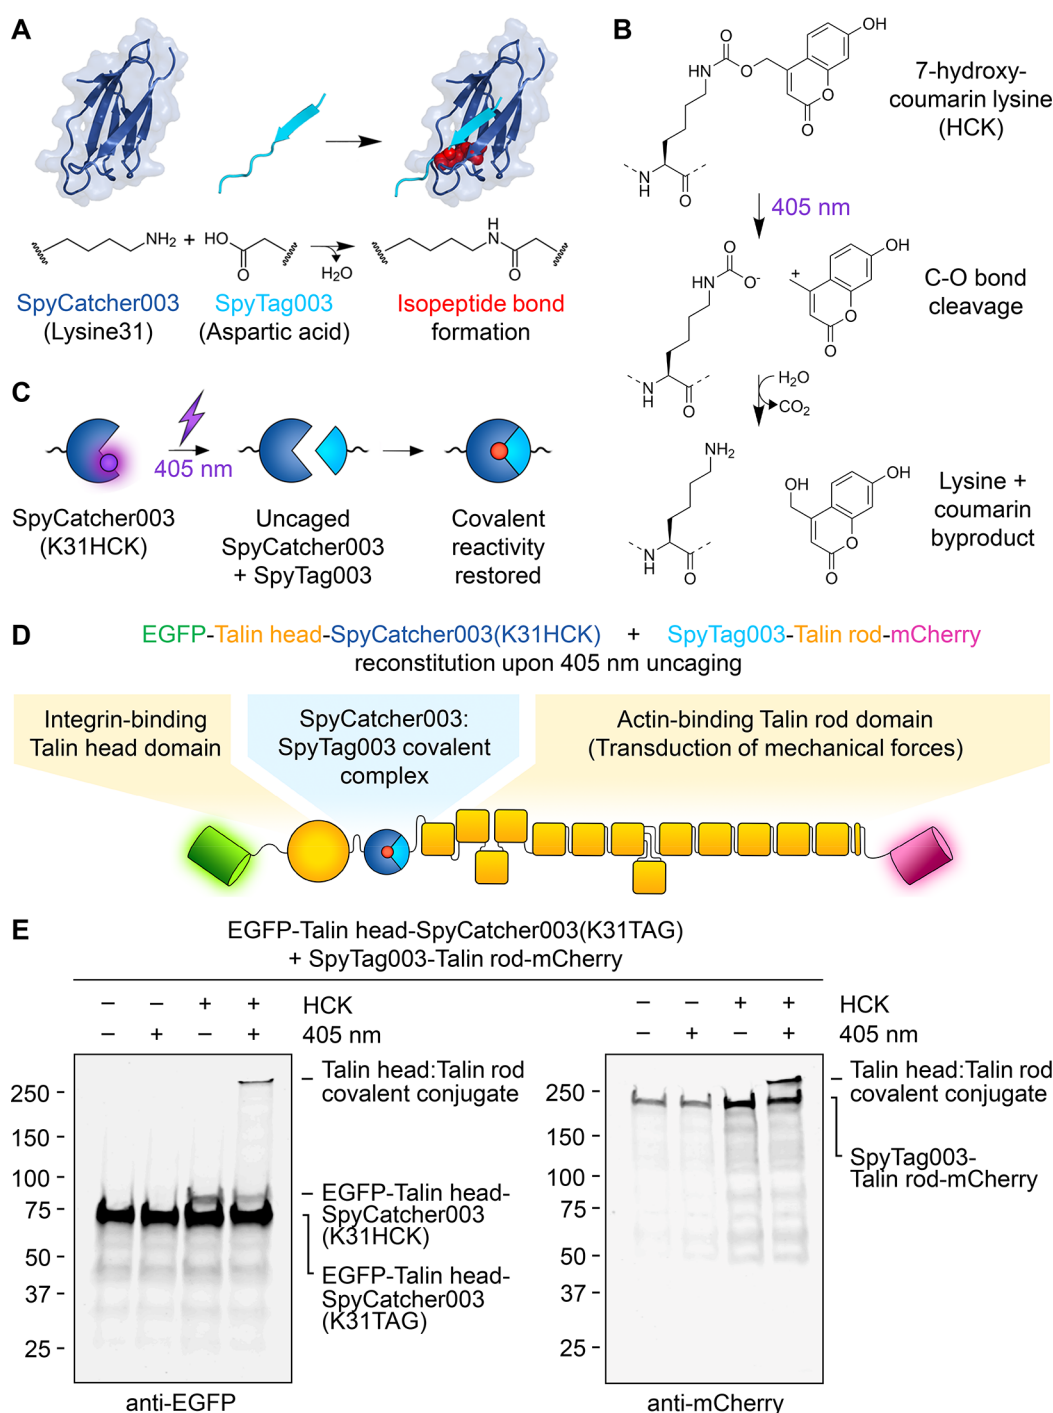 A
NH₂
+
HO
O
H₂O
H
N
O
SpyCatcher003
(Lysine31)
SpyTag003
(Aspartic acid)
Isopeptide bond
formation
B
OH
O
NH
O
O
O
N
H
O
7-hydroxy-
coumarin lysine
(HCK)
405 nm
O
NH
O-
N
H
O
+
OH
O
O
C-O bond
cleavage
H₂O
CO₂
NH₂
N
H
O
OH
OH
O
O
Lysine +
coumarin
byproduct
C
405 nm
SpyCatcher003
(K31HCK)
Uncaged
SpyCatcher003
+ SpyTag003
Covalent
reactivity
restored
D
EGFP-Talin head-SpyCatcher003(K31HCK) + SpyTag003-Talin rod-mCherry
reconstitution upon 405 nm uncaging
Integrin-binding
Talin head domain
SpyCatcher003:
SpyTag003 covalent
complex
Actin-binding Talin rod domain
(Transduction of mechanical forces)
E
EGFP-Talin head-SpyCatcher003(K31TAG)
+ SpyTag003-Talin rod-mCherry
– – + + HCK
– + – + 405 nm
250 -
150 -
100 -
75 -
50 -
37 -
25 -
Talin head:Talin rod
covalent conjugate
EGFP-Talin head-
SpyCatcher003
(K31HCK)
EGFP-Talin head-
SpyCatcher003
(K31TAG)
anti-EGFP
– – + + HCK
– + – + 405 nm
250 -
150 -
100 -
75 -
50 -
37 -
25 -
Talin head:Talin rod
covalent conjugate
SpyTag003-
Talin rod-mCherry
anti-mCherry